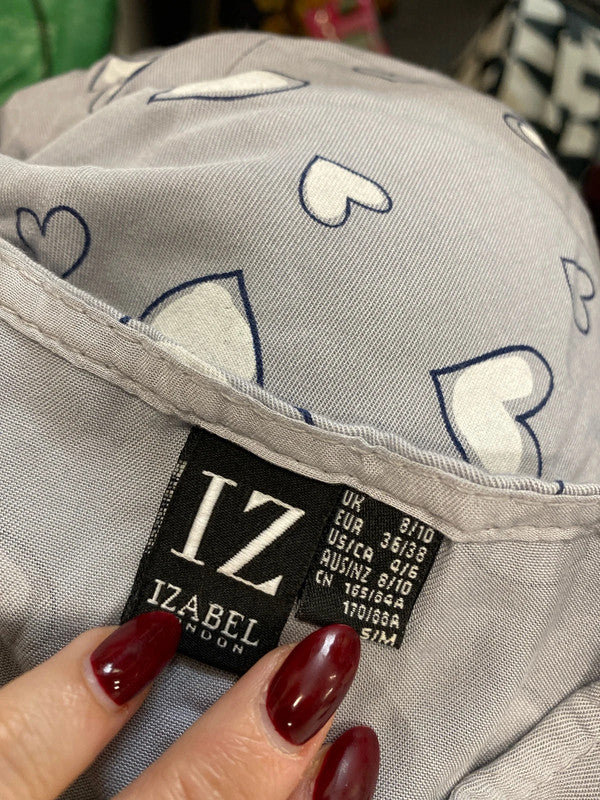 IZ
IZABEL
LONDON
UK 8/10
EUR 36/38
US/CA 4/6
AUS/NZ 8/10
CN 165/84A
170/88A
S/M